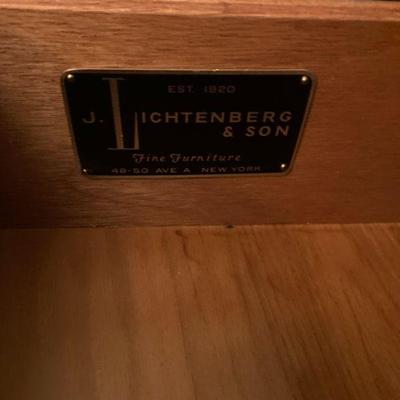 EST. 1920
J. LICHTENBERG
& SON
Fine Furniture
48-50 AVE A NEW YORK